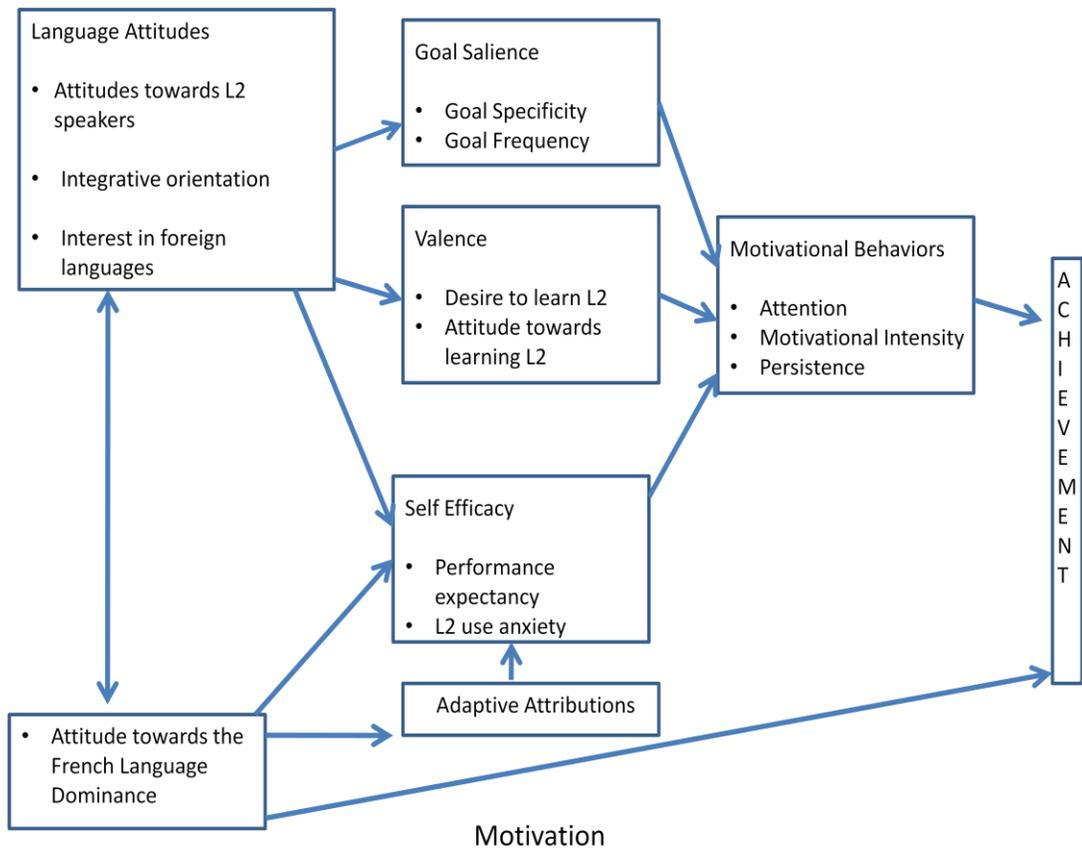 Language Attitudes
• Attitudes towards L2
speakers
• Integrative orientation
• Interest in foreign
languages
Goal Salience
• Goal Specificity
• Goal Frequency
Valence
• Desire to learn L2
• Attitude towards
learning L2
Motivational Behaviors
• Attention
• Motivational Intensity
• Persistence
A
C
H
I
E
V
E
M
E
N
T
Self Efficacy
• Performance
expectancy
• L2 use anxiety
Adaptive Attributions
• Attitude towards the
French Language
Dominance
Motivation